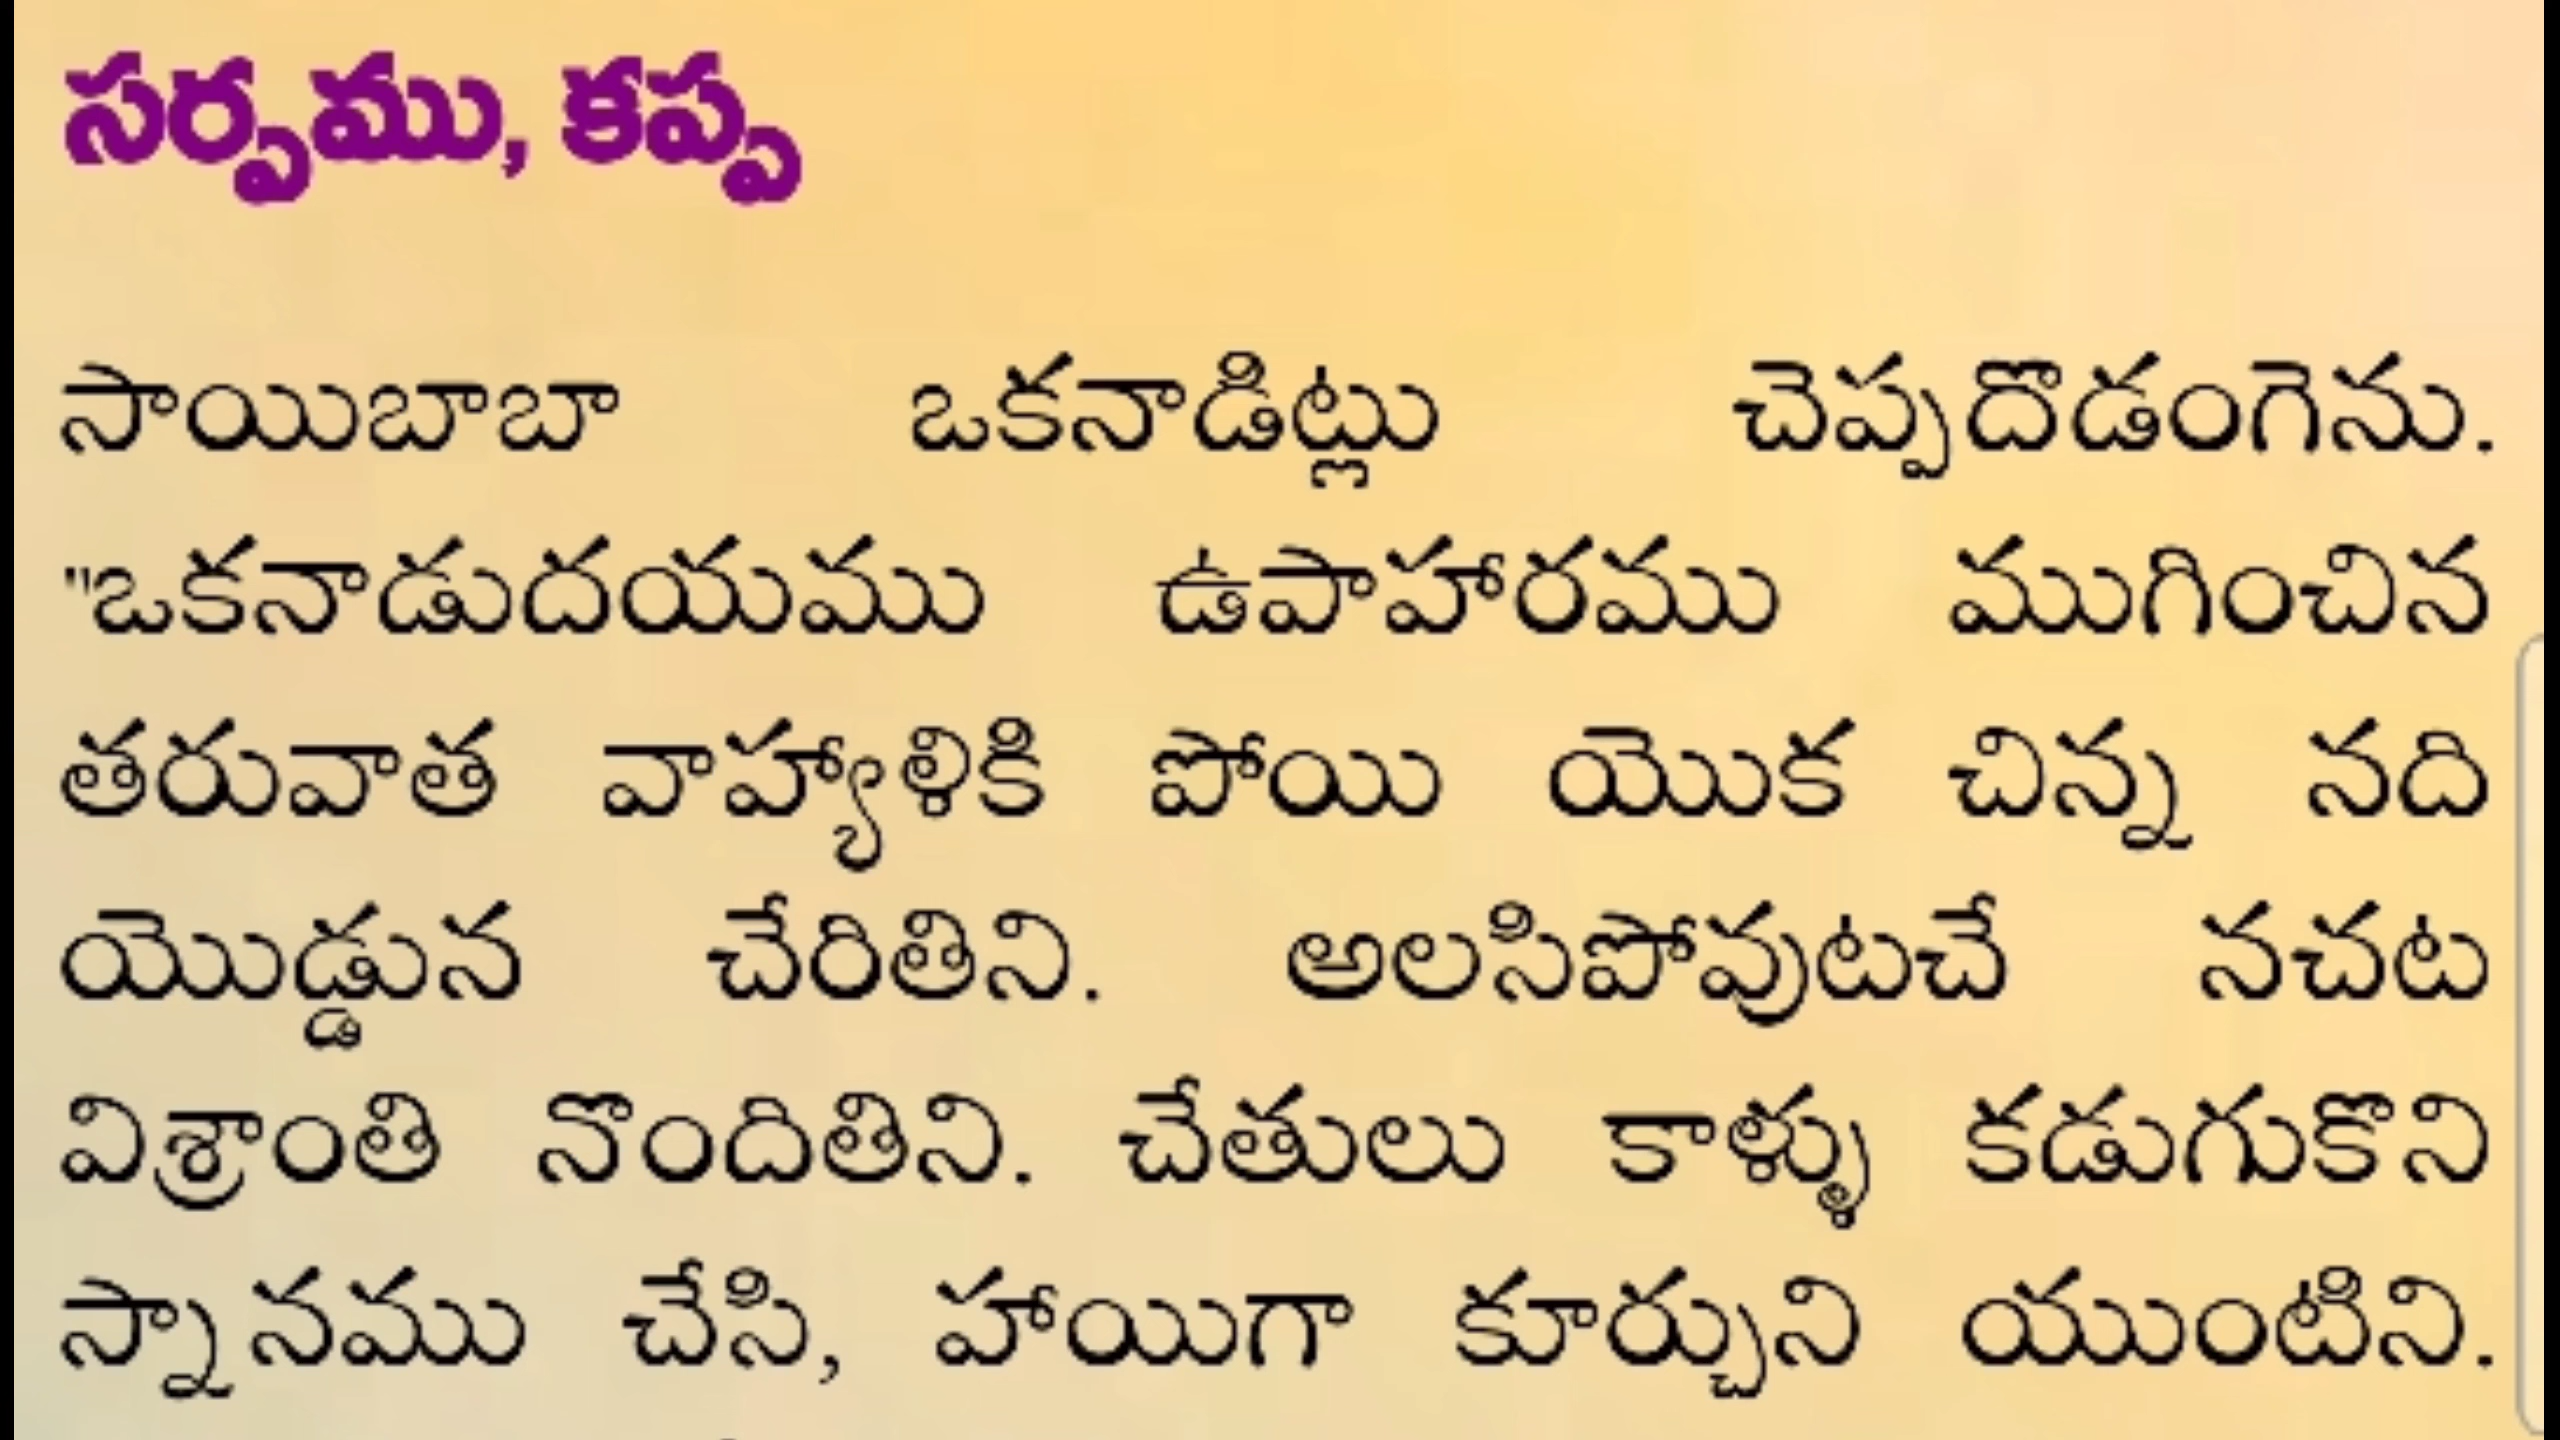 సర్పము, కప్ప
సాయిబాబా ఒకనాడిట్లు చెప్పదొడంగెను.
"ఒకనాడుదయము ఉపాహారము ముగించిన
తరువాత వాహ్యాళికి పోయి యొక చిన్న నది
యొడ్డున చేరితిని. అలసిపోవుటచే నచట
విశ్రాంతి నొందితిని. చేతులు కాళ్ళు కడుగుకొని
స్నానము చేసి, హాయిగా కూర్చుని యుంటిని.